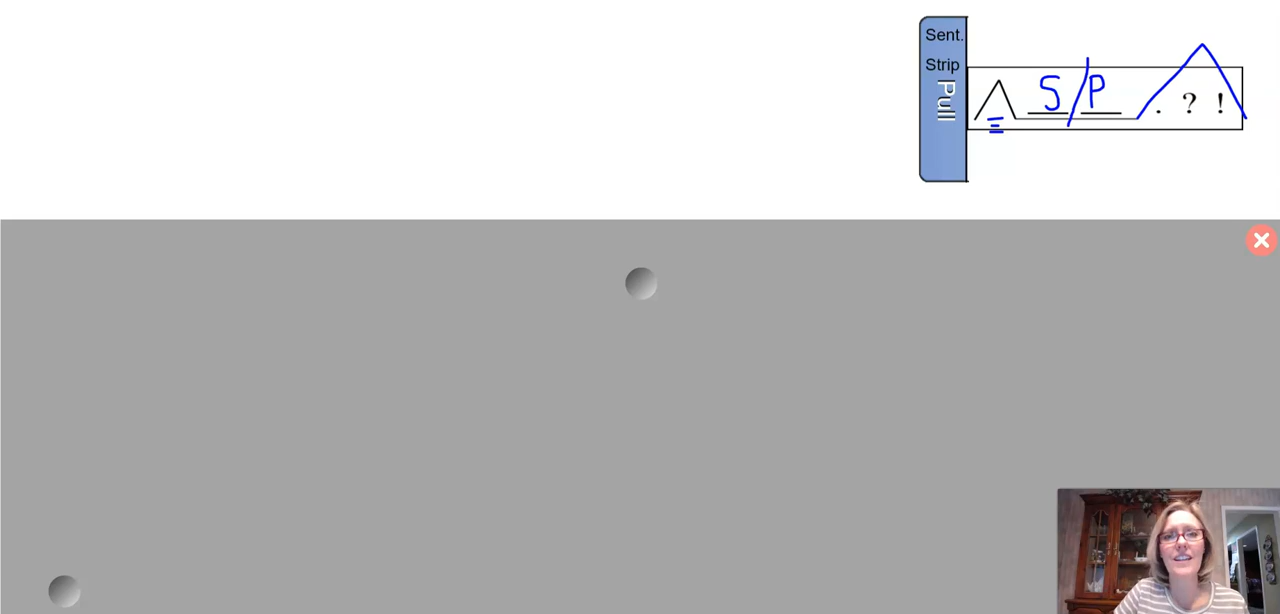 Sent.
Strip
Pull
S/P . ? !